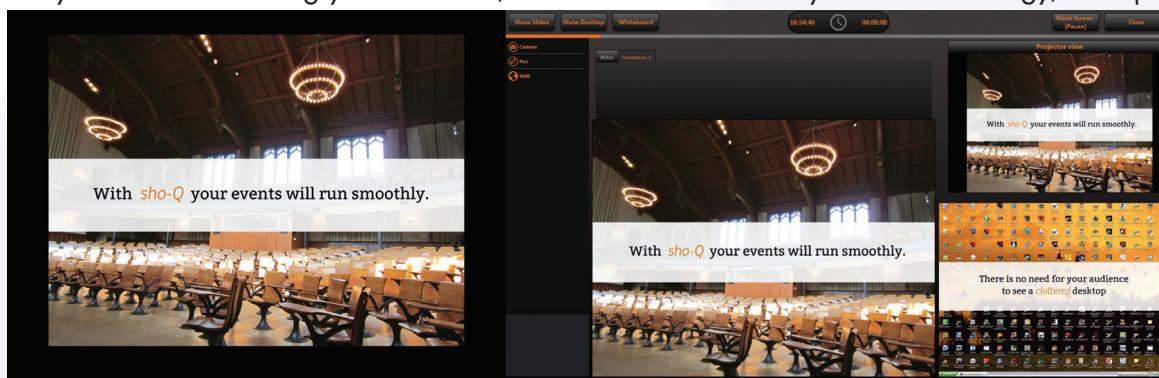 With sho-Q your events will run smoothly.
Show Slides
Show Desktop
Whiteboard
16:54:46
00:00:00
Blank Screen
(Pause)
Close
Camera
Pen
Web
Notes
Annotations 0
With sho-Q your events will run smoothly.
Projector view
With sho-Q your events will run smoothly.
There is no need for your audience
to see a cluttered desktop